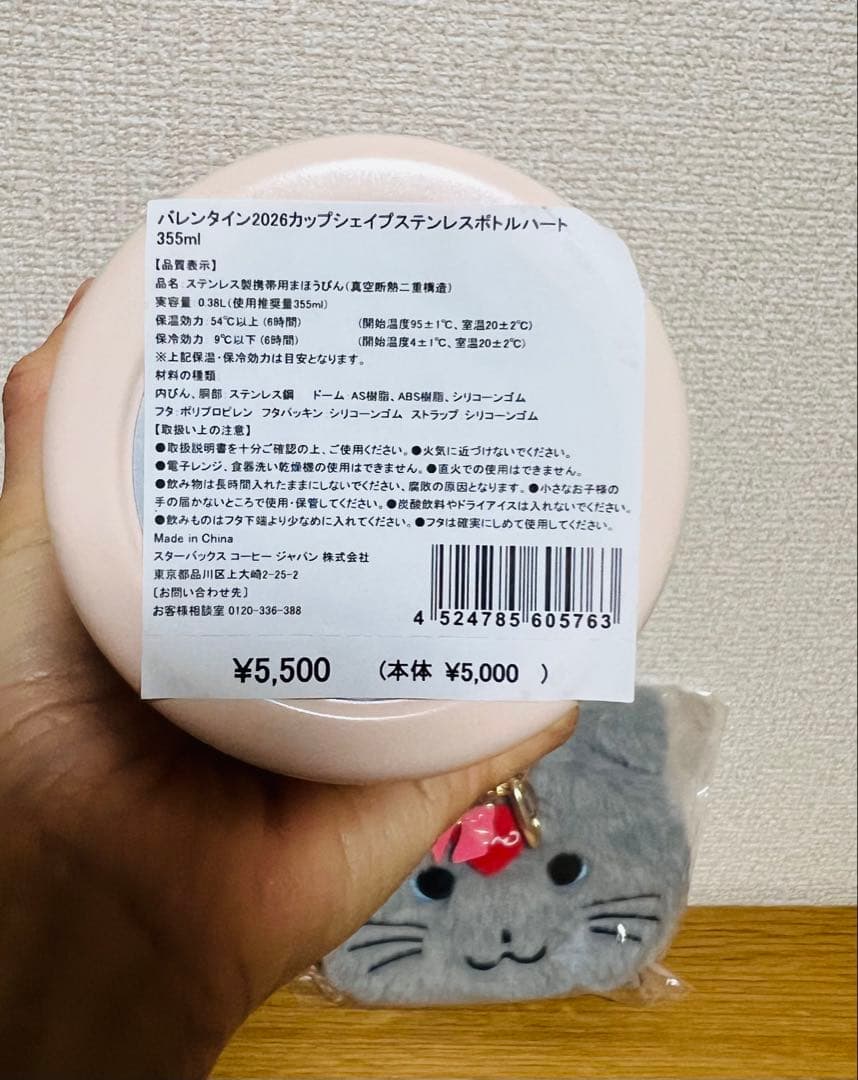 バレンタイン2026カップシェイプステンレスボトルハート
355ml
【品質表示】
品名:ステンレス製携帯用まほうびん(真空断熱二重構造)
実容量:0.38L(使用推奨量355ml)
保温効力:54℃以上(6時間) (開始温度95±1℃、室温20±2℃)
保冷効力:9℃以下(6時間) (開始温度4±1℃、室温20±2℃)
※上記保温・保冷効力は目安となります。
材料の種類:
内びん、胴部:ステンレス鋼 ドーム:AS樹脂、ABS樹脂、シリコーンゴム
フタ:ポリプロピレン フタパッキン:シリコーンゴム ストラップ:シリコーンゴム
【取扱い上の注意】
●取扱説明書を十分ご確認の上、ご使用ください。●火気に近づけないでください。
●電子レンジ、食器洗い乾燥機の使用はできません。●直火での使用はできません。
●飲み物は長時間入れたままにしないでください、腐敗の原因となります。●小さなお子様の
手の届かないところで使用・保管してください。●炭酸飲料やドライアイスは入れないでください。
●飲みものはフタ下端より少なめに入れてください。●フタは確実にしめて使用してください。
Made in China
スターバックス コーヒー ジャパン 株式会社
東京都品川区上大崎2-25-2
[お問い合わせ先]
お客様相談室 0120-336-388
4 524785 605763
¥5,500 (本体 ¥5,000 )